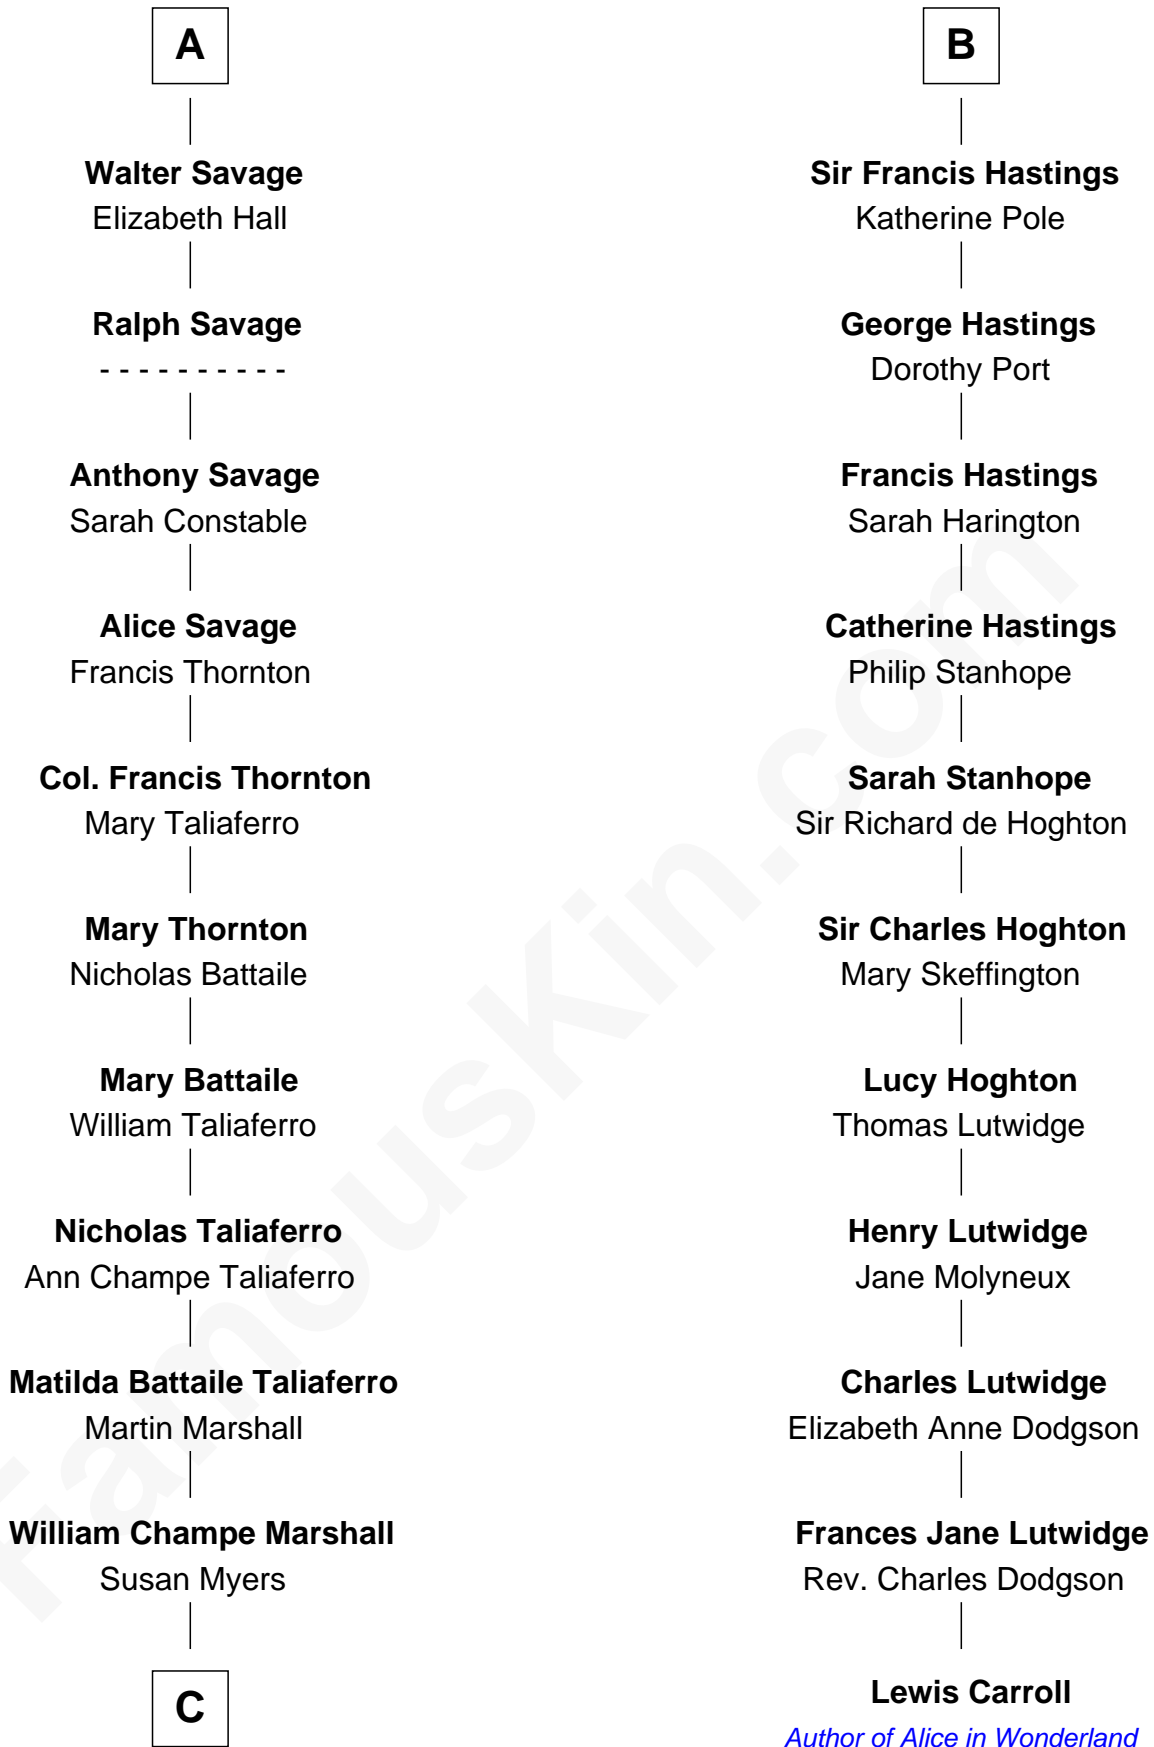 A
Walter Savage
Elizabeth Hall
Ralph Savage
- - - - - - - - - -
Anthony Savage
Sarah Constable
Alice Savage
Francis Thornton
Col. Francis Thornton
Mary Taliaferro
Mary Thornton
Nicholas Battaile
Mary Battaile
William Taliaferro
Nicholas Taliaferro
Ann Champe Taliaferro
Matilda Battaile Taliaferro
Martin Marshall
William Champe Marshall
Susan Myers
C
B
Sir Francis Hastings
Katherine Pole
George Hastings
Dorothy Port
Francis Hastings
Sarah Harington
Catherine Hastings
Philip Stanhope
Sarah Stanhope
Sir Richard de Hoghton
Sir Charles Hoghton
Mary Skeffington
Lucy Hoghton
Thomas Lutwidge
Henry Lutwidge
Jane Molyneux
Charles Lutwidge
Elizabeth Anne Dodgson
Frances Jane Lutwidge
Rev. Charles Dodgson
Lewis Carroll
Author of Alice in Wonderland
FamousKin.com